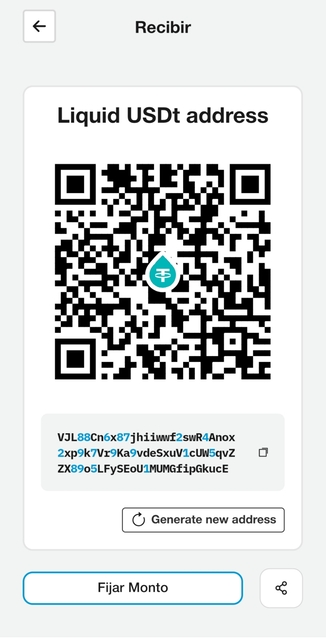 Recibir
Liquid USDt address
VJL88Cn6x87jhiiwwf2swR4Anox
2xp9k7Vr9Ka9vdeSxuV1cUW5qvZ
ZX89o5LFySEoU1MUMGfipGkucE
Generate new address
Fijar Monto